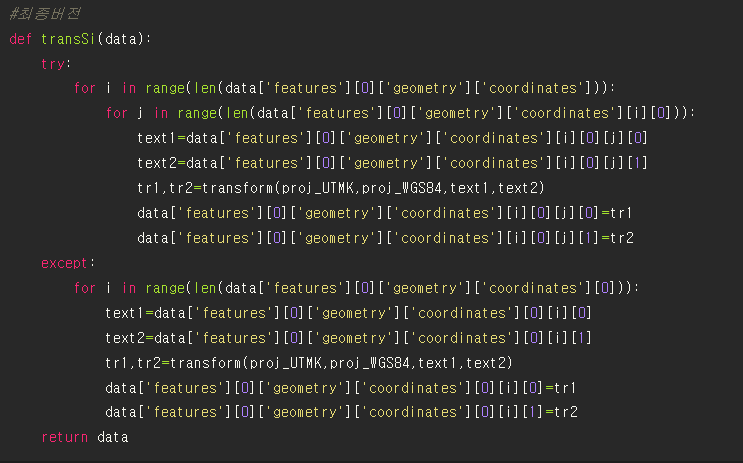 #최종버전
def transSi(data):
    try:
        for i in range(len(data['features'][0]['geometry']['coordinates'])):
            for j in range(len(data['features'][0]['geometry']['coordinates'][i][0])):
                text1=data['features'][0]['geometry']['coordinates'][i][0][j][0]
                text2=data['features'][0]['geometry']['coordinates'][i][0][j][1]
                tr1,tr2=transform(proj_UTMK,proj_WGS84,text1,text2)
                data['features'][0]['geometry']['coordinates'][i][0][j][0]=tr1
                data['features'][0]['geometry']['coordinates'][i][0][j][1]=tr2
    except:
        for i in range(len(data['features'][0]['geometry']['coordinates'][0])):
            text1=data['features'][0]['geometry']['coordinates'][0][i][0]
            text2=data['features'][0]['geometry']['coordinates'][0][i][1]
            tr1,tr2=transform(proj_UTMK,proj_WGS84,text1,text2)
            data['features'][0]['geometry']['coordinates'][0][i][0]=tr1
            data['features'][0]['geometry']['coordinates'][0][i][1]=tr2
    return data